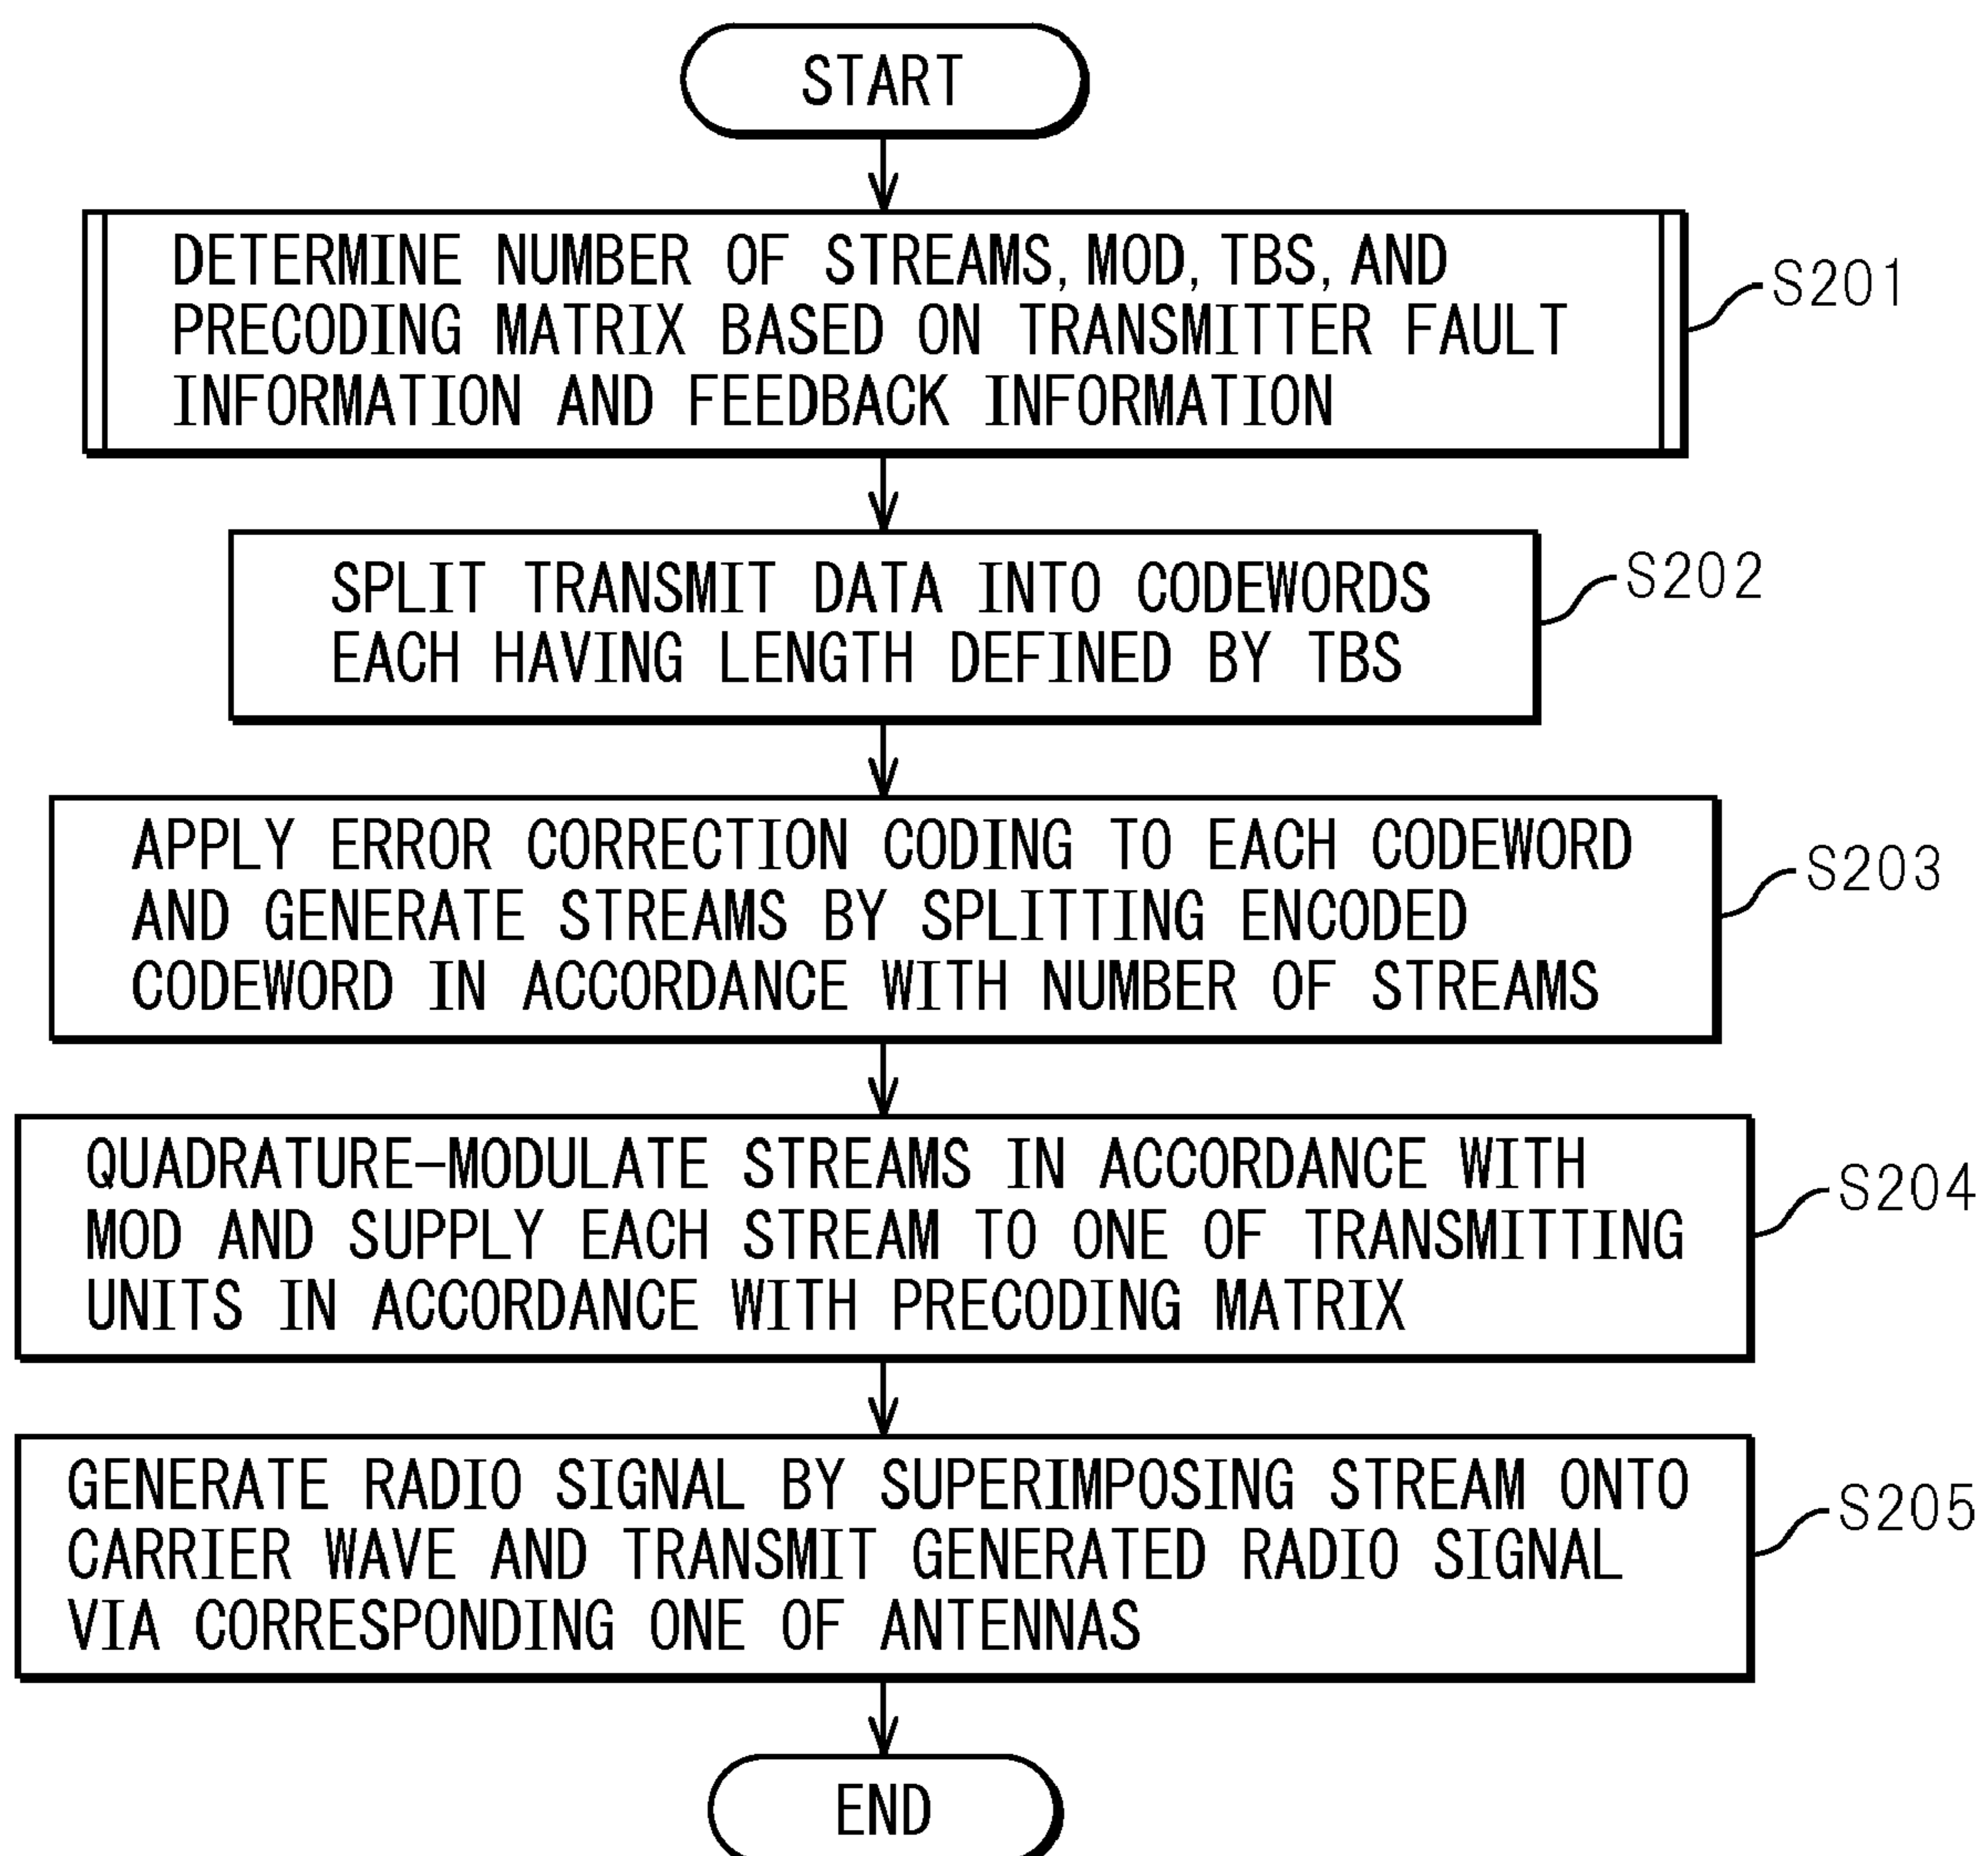 START
DETERMINE NUMBER OF STREAMS, MOD, TBS, AND
PRECODING MATRIX BASED ON TRANSMITTER FAULT
INFORMATION AND FEEDBACK INFORMATION
S201
SPLIT TRANSMIT DATA INTO CODEWORDS
EACH HAVING LENGTH DEFINED BY TBS
S202
APPLY ERROR CORRECTION CODING TO EACH CODEWORD
AND GENERATE STREAMS BY SPLITTING ENCODED
CODEWORD IN ACCORDANCE WITH NUMBER OF STREAMS
S203
QUADRATURE-MODULATE STREAMS IN ACCORDANCE WITH
MOD AND SUPPLY EACH STREAM TO ONE OF TRANSMITTING
UNITS IN ACCORDANCE WITH PRECODING MATRIX
S204
GENERATE RADIO SIGNAL BY SUPERIMPOSING STREAM ONTO
CARRIER WAVE AND TRANSMIT GENERATED RADIO SIGNAL
VIA CORRESPONDING ONE OF ANTENNAS
S205
END